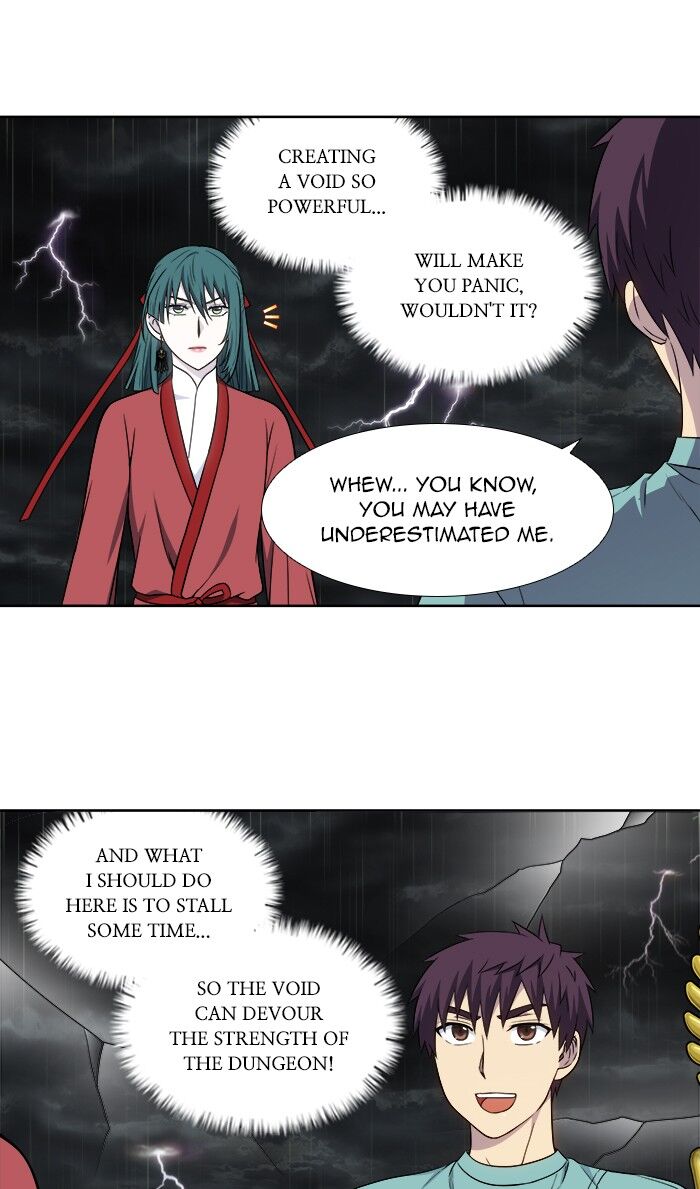 CREATING
A VOID SO
POWERFUL...
WILL MAKE
YOU PANIC,
WOULDN'T IT?
WHEW... YOU KNOW,
YOU MAY HAVE
UNDERESTIMATED ME.
AND WHAT
I SHOULD DO
HERE IS TO STALL
SOME TIME...
SO THE VOID
CAN DEVOUR
THE STRENGTH OF
THE DUNGEON!